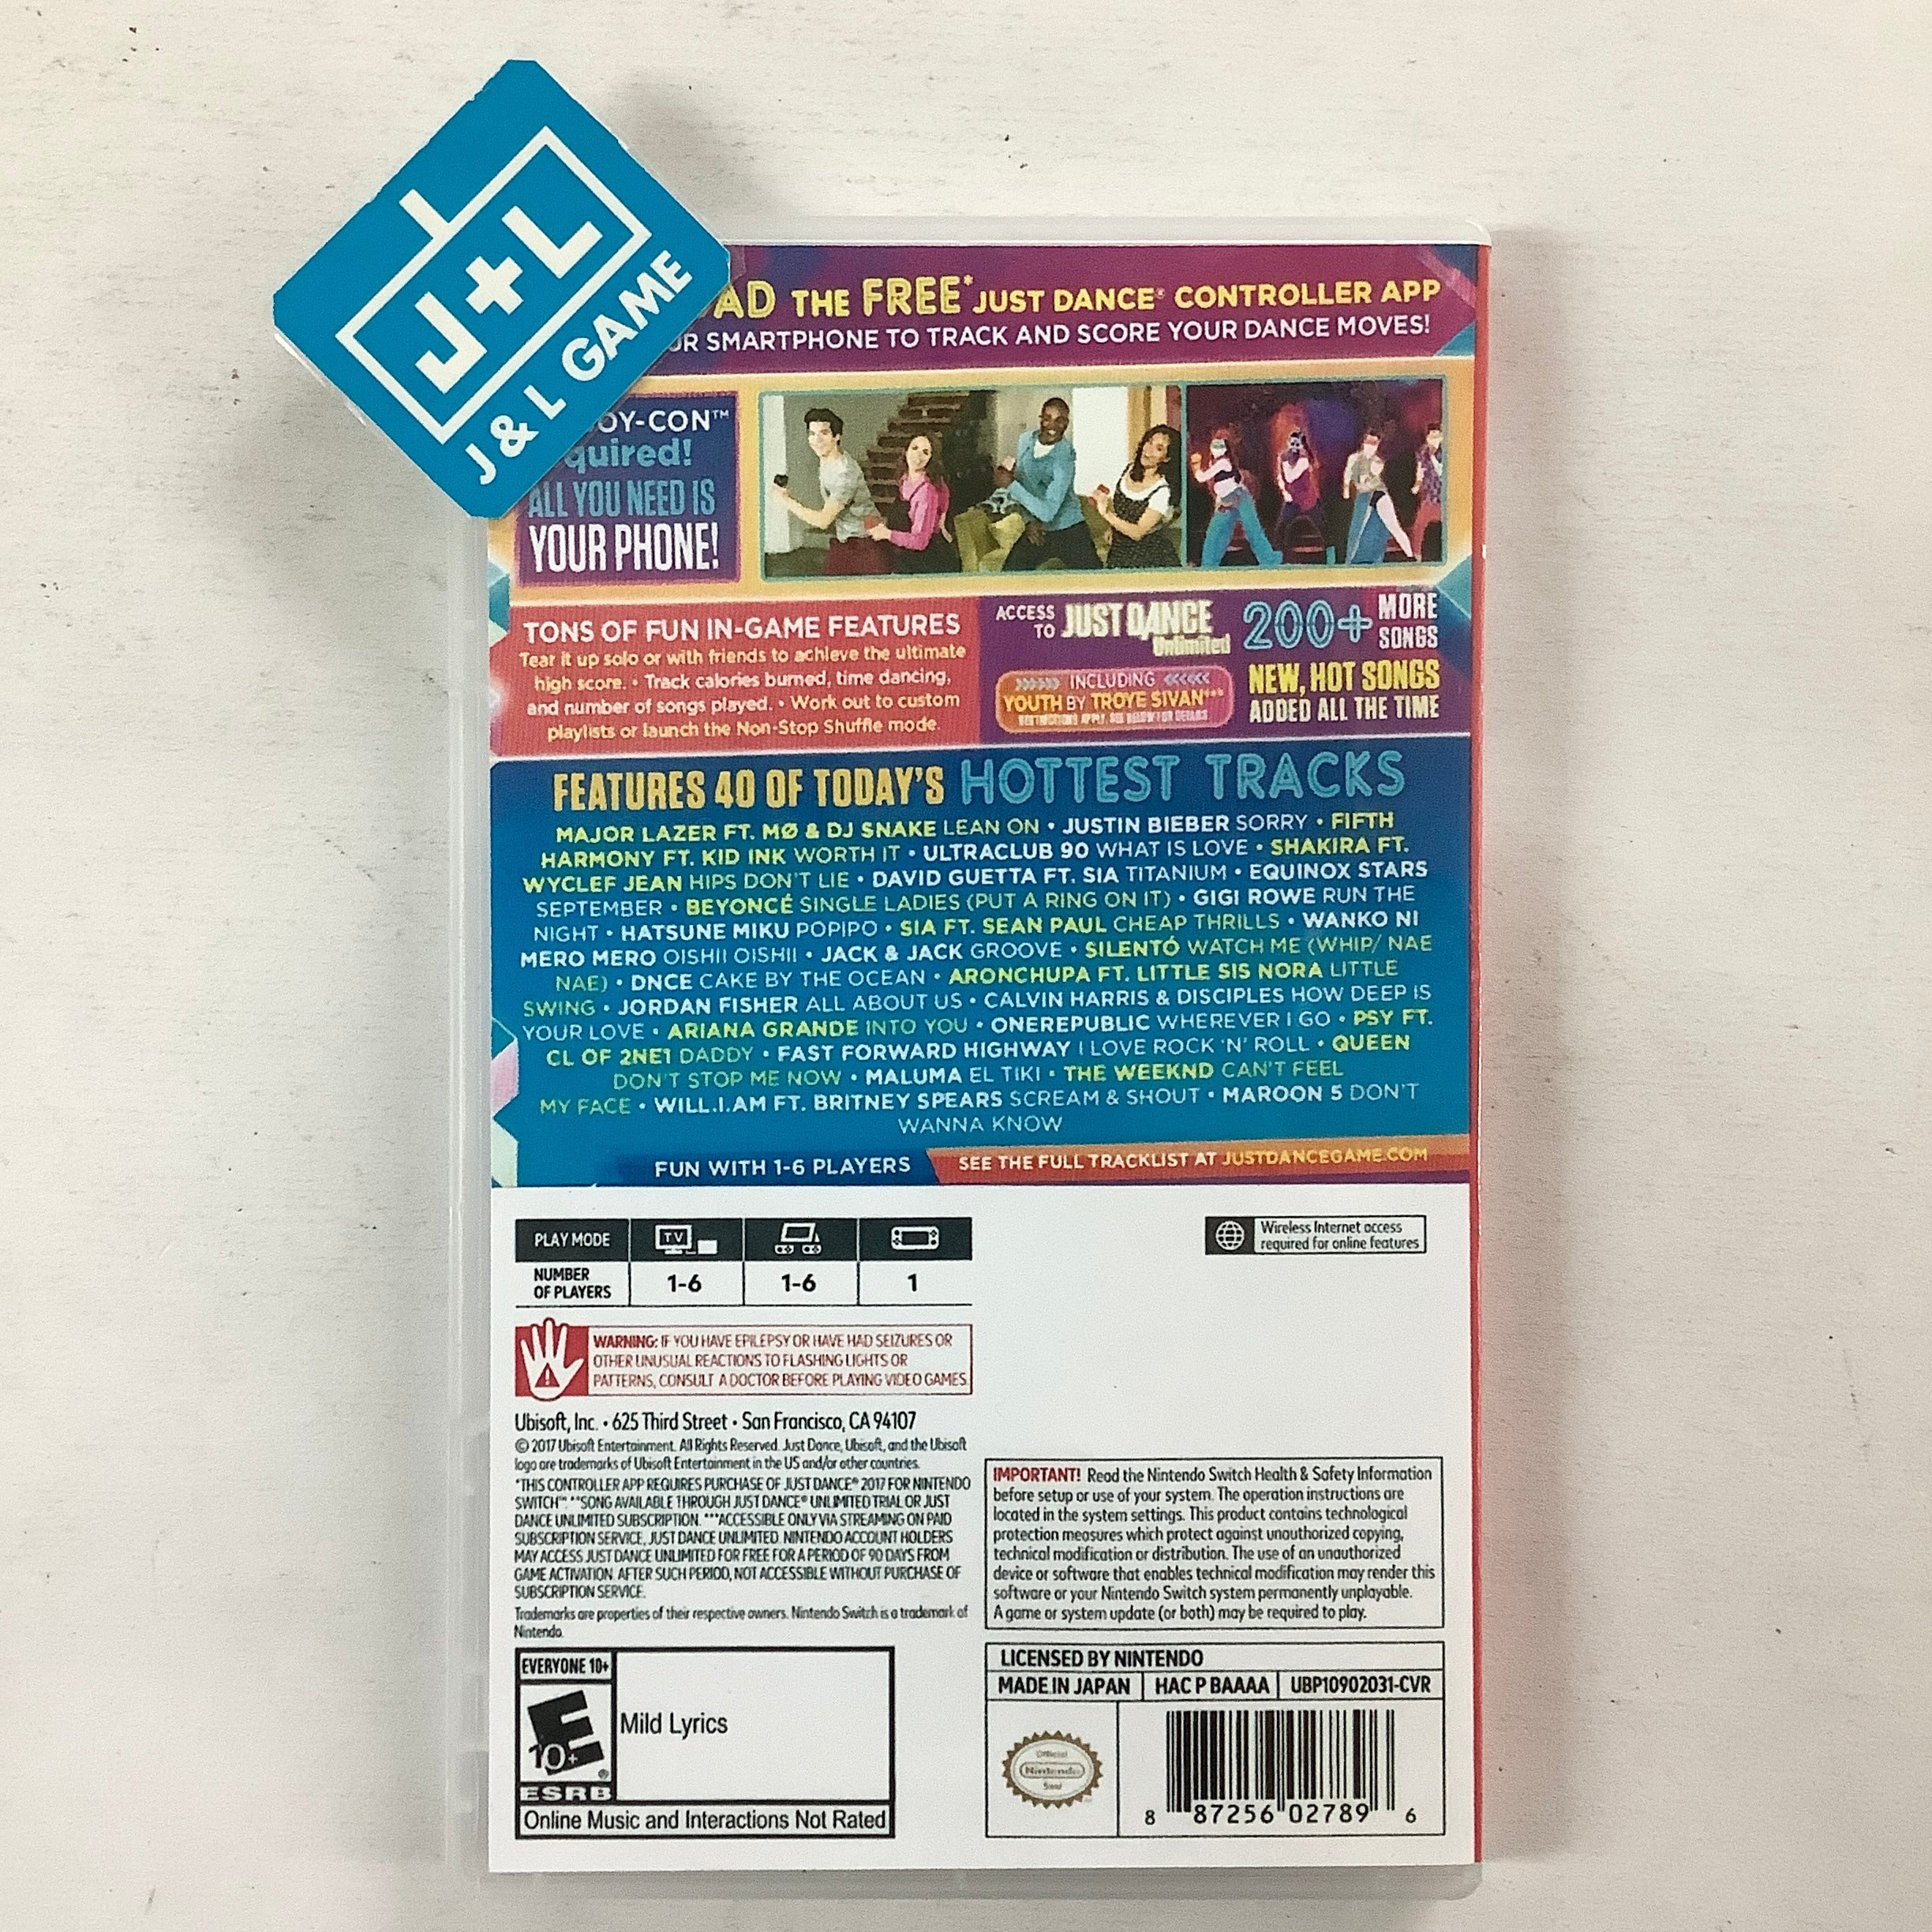 J+L
J & L GAME
AD THE FREE* JUST DANCE® CONTROLLER APP
UR SMARTPHONE TO TRACK AND SCORE YOUR DANCE MOVES!
OY-CON™
quired!
ALL YOU NEED IS
YOUR PHONE!
TONS OF FUN IN-GAME FEATURES
Tear it up solo or with friends to achieve the ultimate
high score. • Track calories burned, time dancing,
and number of songs played. • Work out to custom
playlists or launch the Non-Stop Shuffle mode.
ACCESS TO JUST DANCE Unlimited
200+ MORE SONGS
INCLUDING
YOUTH BY TROYE SIVAN***
RESTRICTIONS APPLY. SEE BELOW FOR DETAILS
NEW, HOT SONGS
ADDED ALL THE TIME
FEATURES 40 OF TODAY'S HOTTEST TRACKS
MAJOR LAZER FT. MØ & DJ SNAKE LEAN ON • JUSTIN BIEBER SORRY • FIFTH
HARMONY FT. KID INK WORTH IT • ULTRACLUB 90 WHAT IS LOVE • SHAKIRA FT.
WYCLEF JEAN HIPS DON'T LIE • DAVID GUETTA FT. SIA TITANIUM • EQUINOX STARS
SEPTEMBER • BEYONCÉ SINGLE LADIES (PUT A RING ON IT) • GIGI ROWE RUN THE
NIGHT • HATSUNE MIKU POPIPO • SIA FT. SEAN PAUL CHEAP THRILLS • WANKO NI
MERO MERO OISHII OISHII • JACK & JACK GROOVE • SILENTÓ WATCH ME (WHIP/ NAE
NAE) • DNCE CAKE BY THE OCEAN • ARONCHUPA FT. LITTLE SIS NORA LITTLE
SWING • JORDAN FISHER ALL ABOUT US • CALVIN HARRIS & DISCIPLES HOW DEEP IS
YOUR LOVE • ARIANA GRANDE INTO YOU • ONEREPUBLIC WHEREVER I GO • PSY FT.
CL OF 2NE1 DADDY • FAST FORWARD HIGHWAY I LOVE ROCK 'N' ROLL • QUEEN
DON'T STOP ME NOW • MALUMA EL TIKI • THE WEEKND CAN'T FEEL
MY FACE • WILL.I.AM FT. BRITNEY SPEARS SCREAM & SHOUT • MAROON 5 DON'T
WANNA KNOW
FUN WITH 1-6 PLAYERS
SEE THE FULL TRACKLIST AT JUSTDANCEGAME.COM
PLAY MODE TV
NUMBER OF PLAYERS 1-6 1-6 1
Wireless Internet access
required for online features
WARNING: IF YOU HAVE EPILEPSY OR HAVE HAD SEIZURES OR
OTHER UNUSUAL REACTIONS TO FLASHING LIGHTS OR
PATTERNS, CONSULT A DOCTOR BEFORE PLAYING VIDEO GAMES.
Ubisoft, Inc. • 625 Third Street • San Francisco, CA 94107
© 2017 Ubisoft Entertainment. All Rights Reserved. Just Dance, Ubisoft, and the Ubisoft
logo are trademarks of Ubisoft Entertainment in the US and/or other countries.
*THIS CONTROLLER APP REQUIRES PURCHASE OF JUST DANCE® 2017 FOR NINTENDO
SWITCH™. **SONG AVAILABLE THROUGH JUST DANCE® UNLIMITED TRIAL OR JUST
DANCE UNLIMITED SUBSCRIPTION. ***ACCESSIBLE ONLY VIA STREAMING ON PAID
SUBSCRIPTION SERVICE, JUST DANCE UNLIMITED. NINTENDO ACCOUNT HOLDERS
MAY ACCESS JUST DANCE UNLIMITED FOR FREE FOR A PERIOD OF 90 DAYS FROM
GAME ACTIVATION. AFTER SUCH PERIOD, NOT ACCESSIBLE WITHOUT PURCHASE OF
SUBSCRIPTION SERVICE.
Trademarks are properties of their respective owners. Nintendo Switch is a trademark of
Nintendo.
IMPORTANT! Read the Nintendo Switch Health & Safety Information
before setup or use of your system. The operation instructions are
located in the system settings. This product contains technological
protection measures which protect against unauthorized copying,
technical modification or distribution. The use of an unauthorized
device or software that enables technical modification may render this
software or your Nintendo Switch system permanently unplayable.
A game or system update (or both) may be required to play.
EVERYONE 10+
E 10+ ®
ESRB
Mild Lyrics
Online Music and Interactions Not Rated
LICENSED BY NINTENDO
MADE IN JAPAN HAC P BAAAA UBP10902031-CVR
Official
Nintendo
Seal
8 87256 02789 6